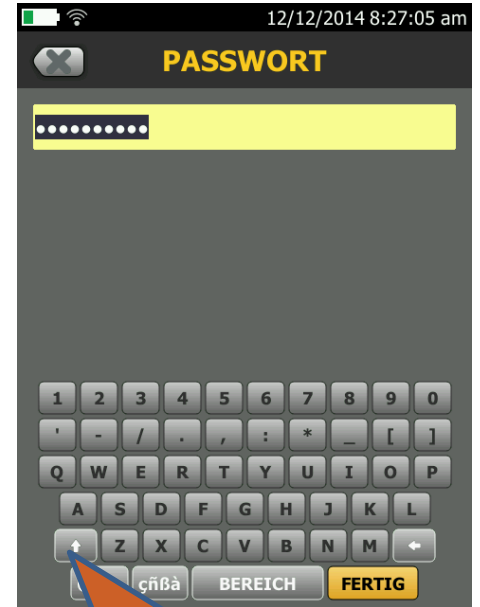 12/12/2014 8:27:05 am
PASSWORT
••••••••••
1 2 3 4 5 6 7 8 9 0
' - / . , : * _ [ ]
Q W E R T Y U I O P
A S D F G H J K L
Z X C V B N M
çñßà BEREICH FERTIG